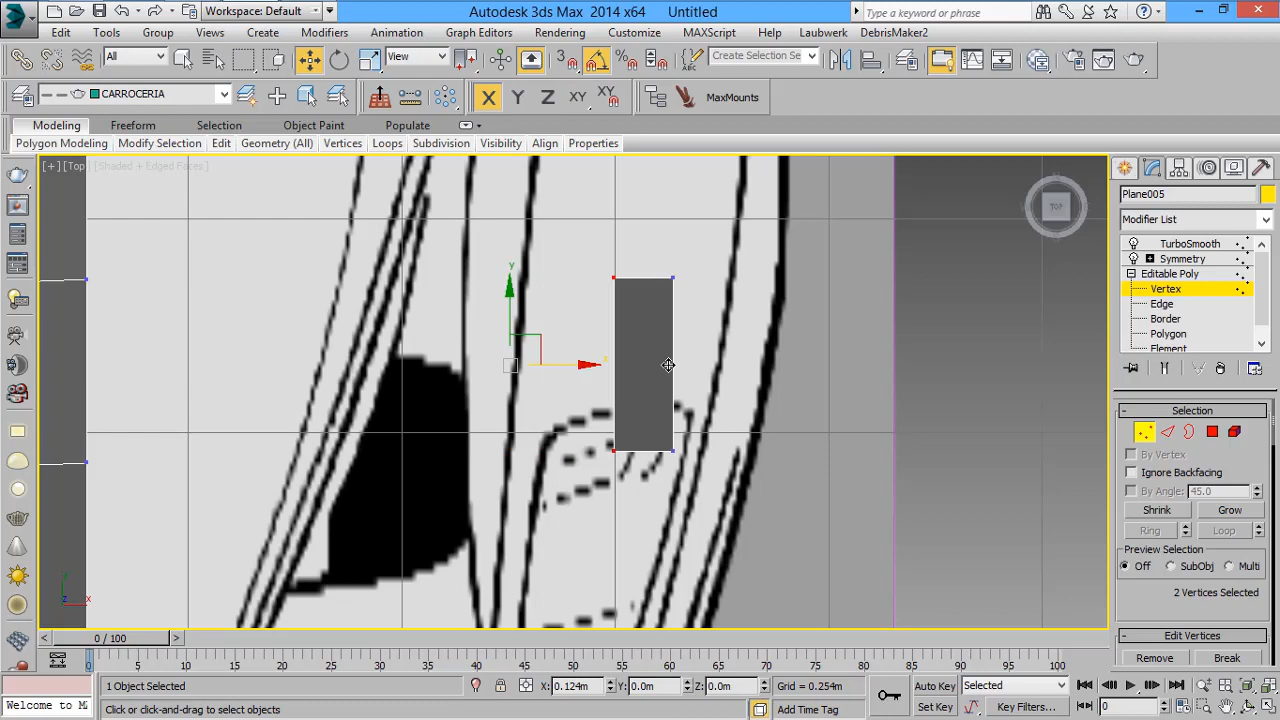 Workspace: Default
Autodesk 3ds Max 2014 x64 Untitled
Type a keyword or phrase
Edit Tools Group Views Create Modifiers Animation Graph Editors Rendering Customize MAXScript Help Laubwerk DebrisMaker2
All
View
3
Create Selection Se
CARROCERIA
X Y Z XY XY
MaxMounts
Modeling Freeform Selection Object Paint Populate
Polygon Modeling Modify Selection Edit Geometry (All) Vertices Loops Subdivision Visibility Align Properties
[+] [Top] [Shaded + Edged Faces]
TOP
y
x
Plane005
Modifier List
TurboSmooth
Symmetry
Editable Poly
Vertex
Edge
Border
Polygon
Element
Selection
By Vertex
Ignore Backfacing
By Angle: 45.0
Shrink Grow
Ring Loop
Preview Selection
Off SubObj Multi
2 Vertices Selected
Edit Vertices
Remove Break
0 / 100
0 5 10 15 20 25 30 35 40 45 50 55 60 65 70 75 80 85 90 95 100
1 Object Selected
X: 0.124m Y: 0.0m Z: 0.0m Grid = 0.254m
Auto Key Selected
Welcome to M
Click or click-and-drag to select objects
Add Time Tag
Set Key Key Filters... 0